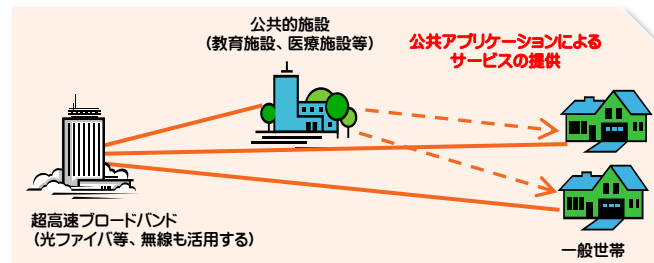 公共的施設
（教育施設、医療施設等）
公共アプリケーションによる
サービスの提供
超高速ブロードバンド
（光ファイバ等、無線も活用する）
一般世帯